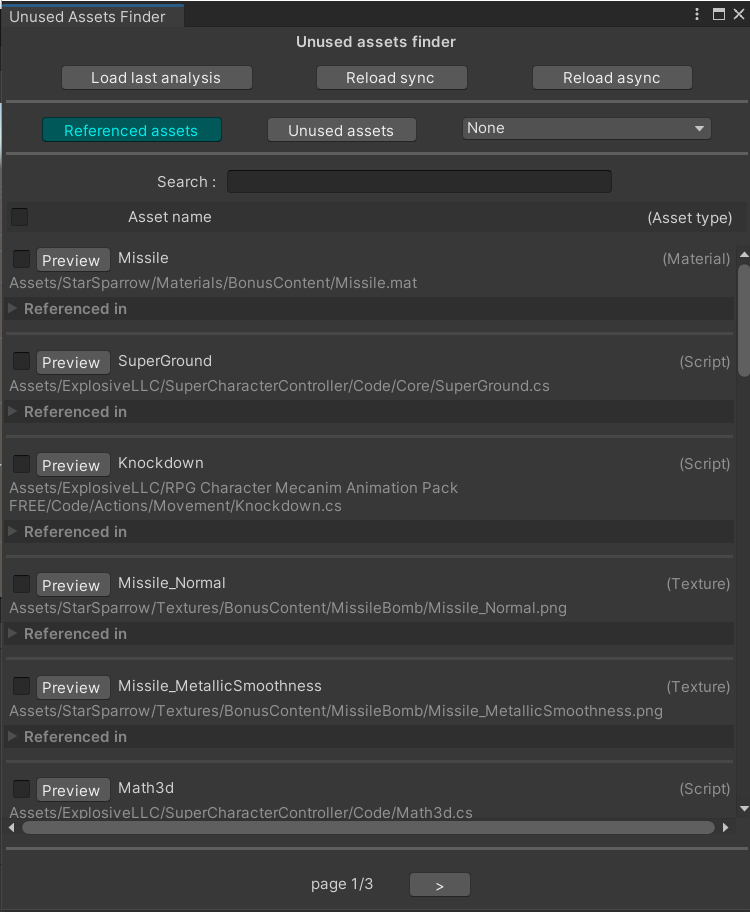 Unused Assets Finder
Unused assets finder
Load last analysis Reload sync Reload async
Referenced assets Unused assets None
Search :
Asset name (Asset type)
Preview Missile (Material)
Assets/StarSparrow/Materials/BonusContent/Missile.mat
Referenced in
Preview SuperGround (Script)
Assets/ExplosiveLLC/SuperCharacterController/Code/Core/SuperGround.cs
Referenced in
Preview Knockdown (Script)
Assets/ExplosiveLLC/RPG Character Mecanim Animation Pack
FREE/Code/Actions/Movement/Knockdown.cs
Referenced in
Preview Missile_Normal (Texture)
Assets/StarSparrow/Textures/BonusContent/MissileBomb/Missile_Normal.png
Referenced in
Preview Missile_MetallicSmoothness (Texture)
Assets/StarSparrow/Textures/BonusContent/MissileBomb/Missile_MetallicSmoothness.png
Referenced in
Preview Math3d (Script)
Assets/ExplosiveLLC/SuperCharacterController/Code/Math3d.cs
page 1/3 >